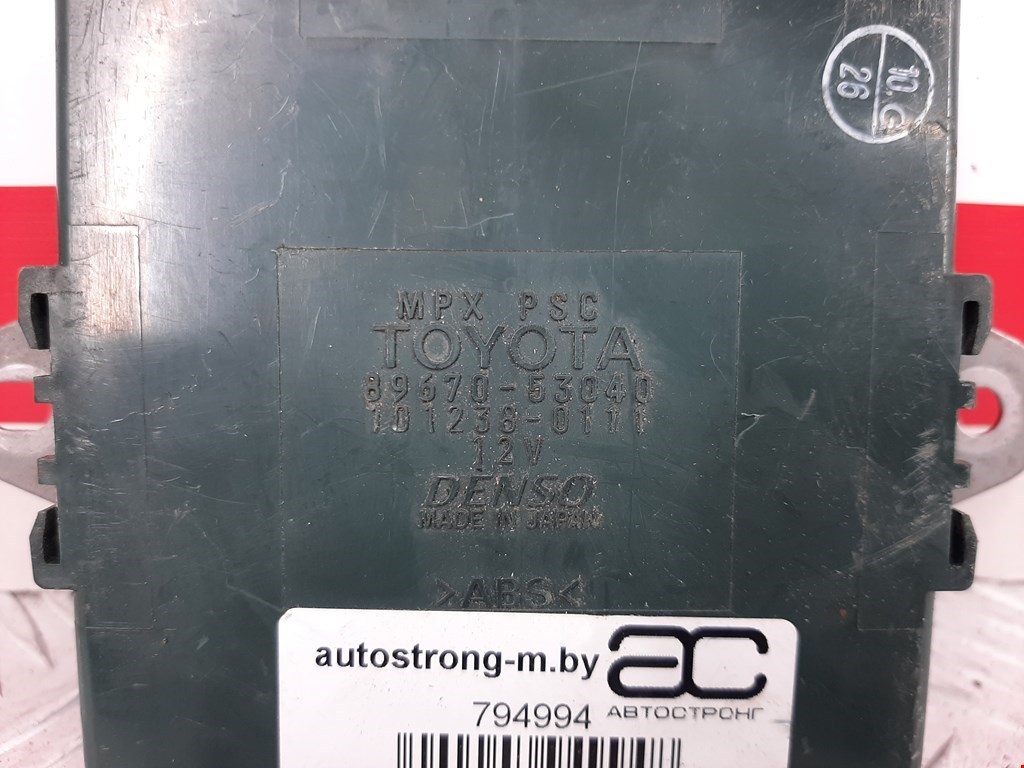 10.G
26
MPX PSC
TOYOTA
89670-53040
101238-0111
12V
DENSO
MADE IN JAPAN
>ABS<
autostrong-m.by
ac
794994
АВТОСТРОНГ